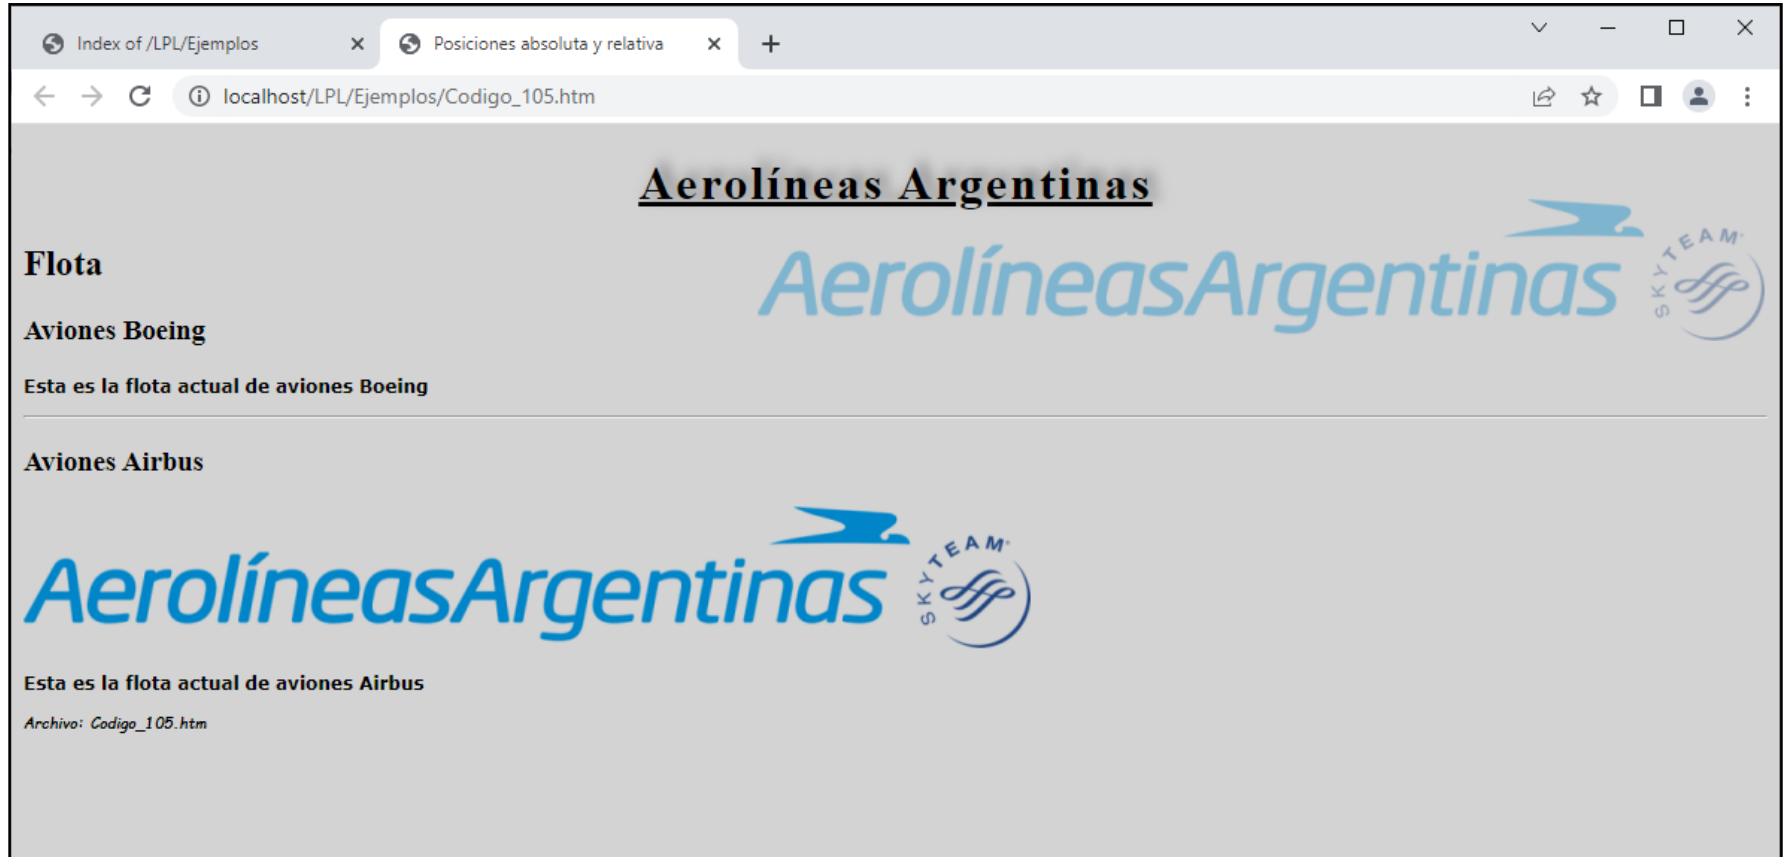 Index of /LPL/Ejemplos
Posiciones absoluta y relativa
localhost/LPL/Ejemplos/Codigo_105.htm
Aerolíneas Argentinas
AerolíneasArgentinas
SKYTEAM
Flota
Aviones Boeing
Esta es la flota actual de aviones Boeing
Aviones Airbus
AerolíneasArgentinas
SKYTEAM
Esta es la flota actual de aviones Airbus
Archivo: Codigo_105.htm